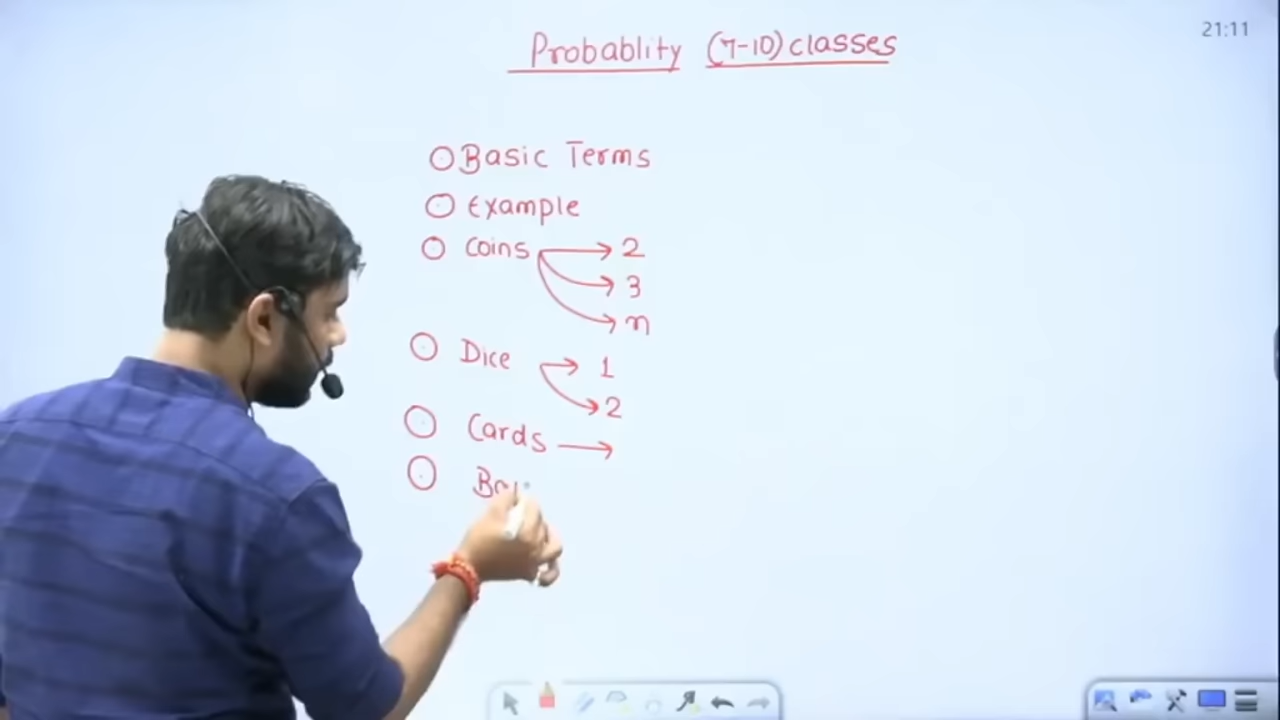 21:11
Probablity (7-10) classes
Basic Terms
Example
Coins → 2
→ 3
→ n
Dice → 1
→ 2
Cards →